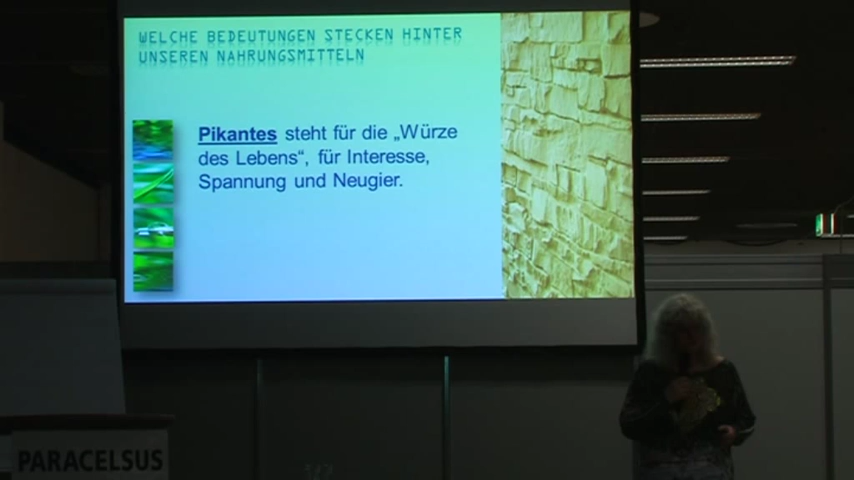 WELCHE BEDEUTUNGEN STECKEN HINTER
UNSEREN NAHRUNGSMITTELN
Pikantes steht für die „Würze
des Lebens“, für Interesse,
Spannung und Neugier.
PARACELSUS